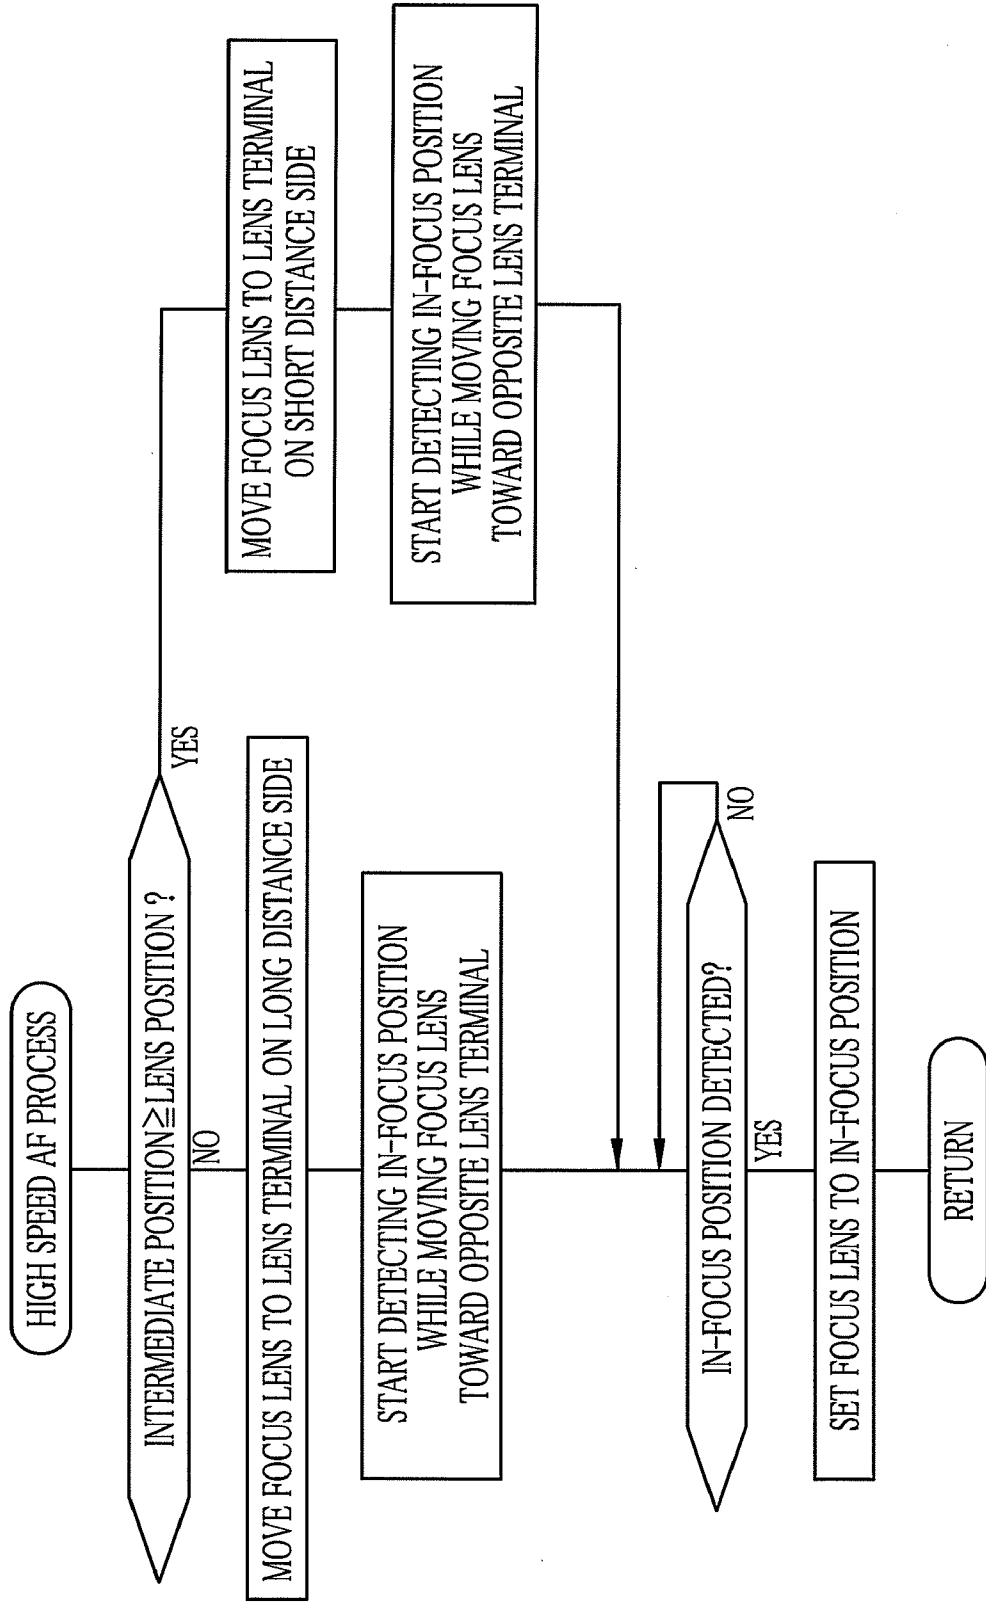 HIGH SPEED AF PROCESS
INTERMEDIATE POSITION≧LENS POSITION ?
YES
NO
MOVE FOCUS LENS TO LENS TERMINAL ON LONG DISTANCE SIDE
START DETECTING IN-FOCUS POSITION
WHILE MOVING FOCUS LENS
TOWARD OPPOSITE LENS TERMINAL
MOVE FOCUS LENS TO LENS TERMINAL
ON SHORT DISTANCE SIDE
START DETECTING IN-FOCUS POSITION
WHILE MOVING FOCUS LENS
TOWARD OPPOSITE LENS TERMINAL
IN-FOCUS POSITION DETECTED?
NO
YES
SET FOCUS LENS TO IN-FOCUS POSITION
RETURN